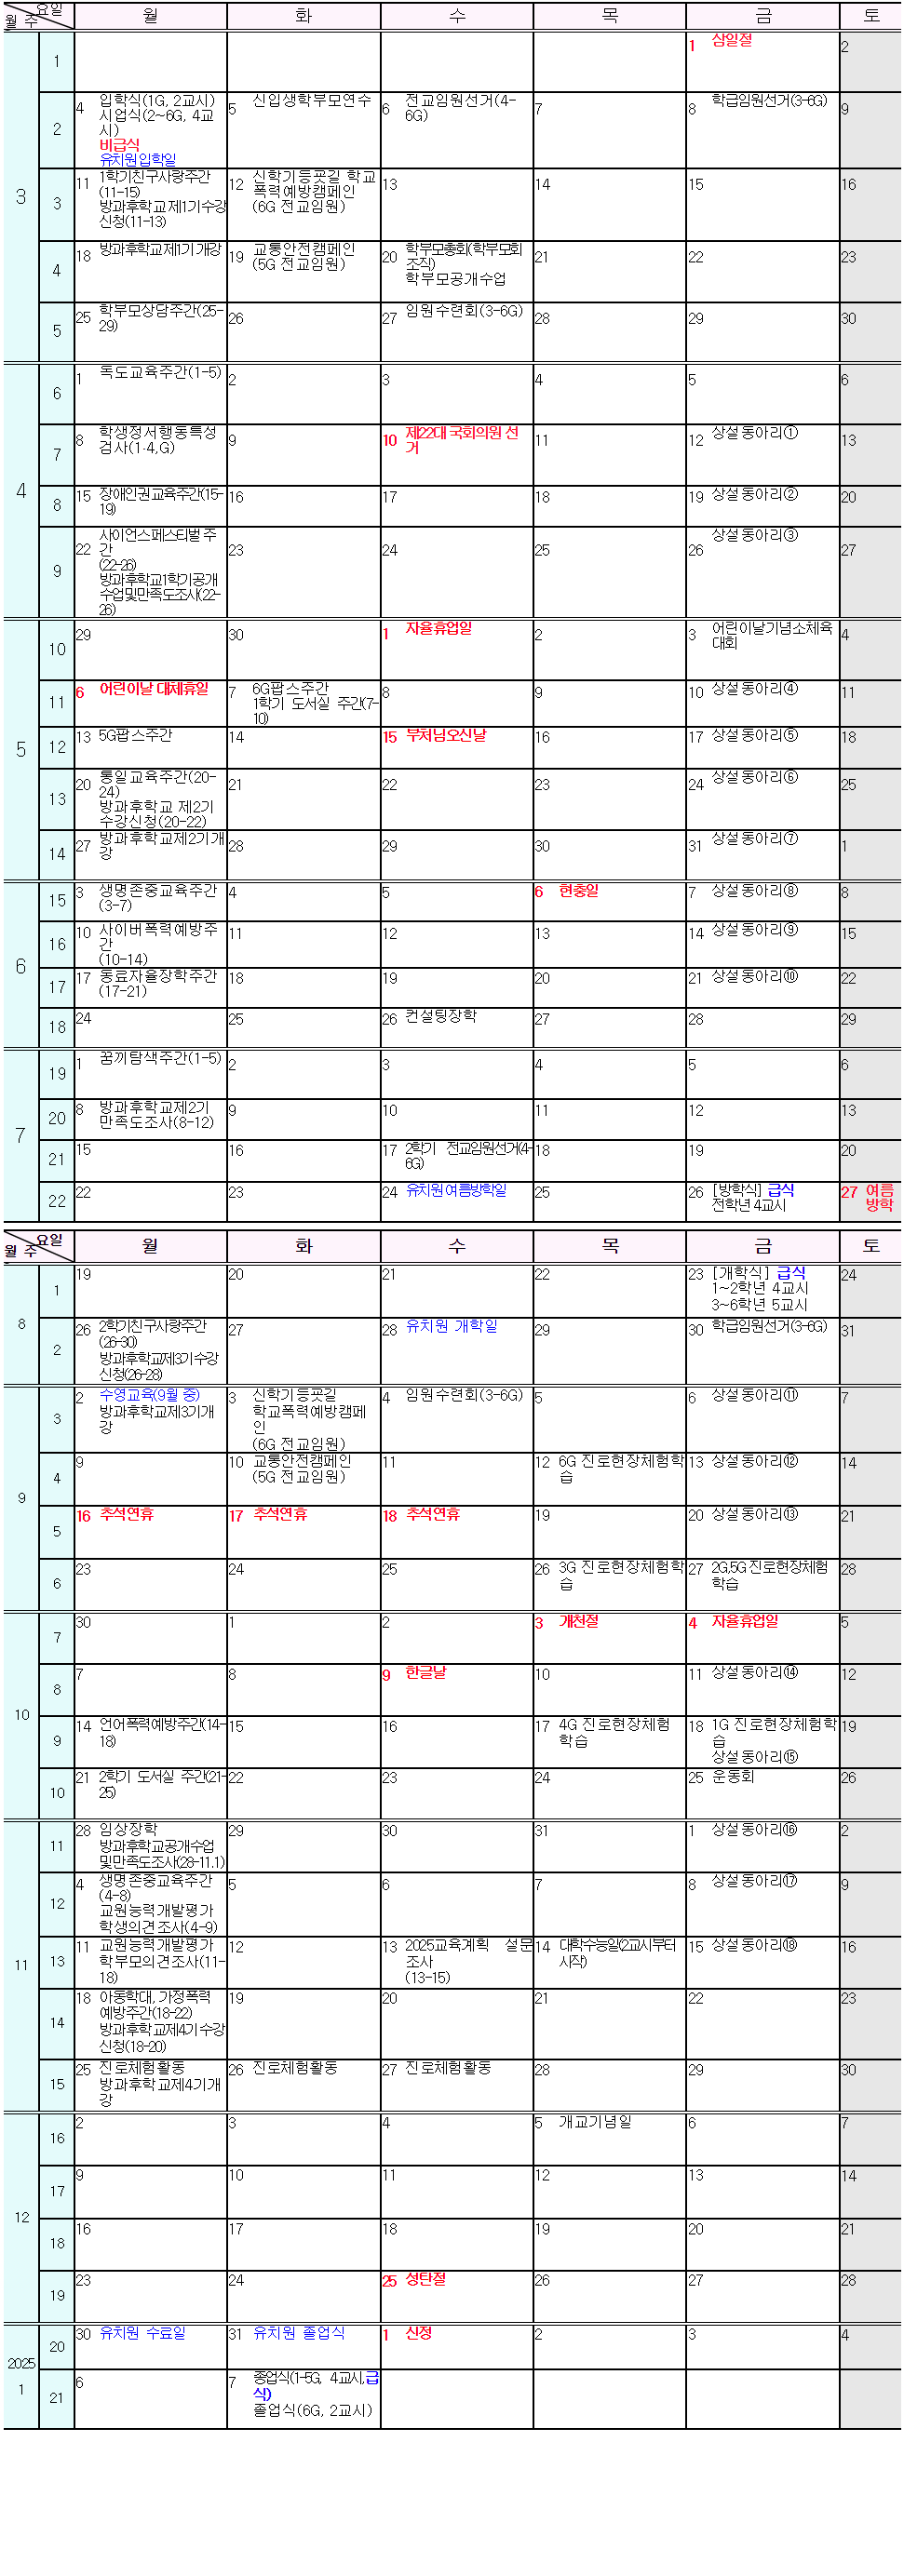 요일
월 주
월
화
수
목
금
토
3
1
1 삼일절
2
2
4 입학식(1G, 2교시)
시업식(2~6G, 4교
시)
비급식
유치원 입학일
5 신입생학부모연수
6 전교임원선거(4-
6G)
7
8 학급임원선거(3-6G)
9
3
11 1학기친구사랑주간
(11-15)
방과후학교 제1기 수강
신청(11-13)
12 신학기 등굣길 학교
폭력예방캠페인
(6G 전교임원)
13
14
15
16
4
18 방과후학교 제1기 개강
19 교통안전캠페인
(5G 전교임원)
20 학부모총회(학부모회
조직)
학부모공개수업
21
22
23
5
25 학부모상담주간(25-
29)
26
27 임원수련회(3-6G)
28
29
30
4
6
1 독도교육주간(1-5)
2
3
4
5
6
7
8 학생정서행동특성
검사(1·4,G)
9
10 제22대 국회의원 선
거
11
12 상설동아리①
13
8
15 장애인권교육주간(15-
19)
16
17
18
19 상설동아리②
20
9
22 사이언스페스티벌 주
간
(22-26)
방과후학교1학기공개
수업및만족도조사(22-
26)
23
24
25
26 상설동아리③
27
5
10
29
30
1 자율휴업일
2
3 어린이날기념소체육
대회
4
11
6 어린이날 대체휴일
7 6G팝스주간
1학기 도서실 주간(7-
10)
8
9
10 상설동아리④
11
12
13 5G팝스주간
14
15 부처님오신날
16
17 상설동아리⑤
18
13
20 통일교육주간(20-
24)
방과후학교 제2기
수강신청(20-22)
21
22
23
24 상설동아리⑥
25
14
27 방과후학교제2기개
강
28
29
30
31 상설동아리⑦
1
6
15
3 생명존중교육주간
(3-7)
4
5
6 현충일
7 상설동아리⑧
8
16
10 사이버폭력예방주
간
(10-14)
11
12
13
14 상설동아리⑨
15
17
17 동료자율장학주간
(17-21)
18
19
20
21 상설동아리⑩
22
18
24
25
26 컨설팅장학
27
28
29
7
19
1 꿈끼탐색주간(1-5)
2
3
4
5
6
20
8 방과후학교제2기
만족도조사(8-12)
9
10
11
12
13
21
15
16
17 2학기 전교임원선거(4-
6G)
18
19
20
22
22
23
24 유치원 여름방학일
25
26 [방학식] 급식
전학년 4교시
27 여름
방학
요일
월 주
월
화
수
목
금
토
8
1
19
20
21
22
23 [개학식] 급식
1~2학년 4교시
3~6학년 5교시
24
2
26 2학기친구사랑주간
(26-30)
방과후학교제3기수강
신청(26-28)
27
28 유치원 개학일
29
30 학급임원선거(3-6G)
31
9
3
2 수영교육(9월 중)
방과후학교제3기개
강
3 신학기 등굣길
학교폭력예방캠페
인
(6G 전교임원)
4 임원수련회(3-6G)
5
6 상설동아리⑪
7
4
9
10 교통안전캠페인
(5G 전교임원)
11
12 6G 진로현장체험학
습
13 상설동아리⑫
14
5
16 추석연휴
17 추석연휴
18 추석연휴
19
20 상설동아리⑬
21
6
23
24
25
26 3G 진로현장체험학
습
27 2G,5G진로현장체험
학습
28
10
7
30
1
2
3 개천절
4 자율휴업일
5
8
7
8
9 한글날
10
11 상설동아리⑭
12
9
14 언어폭력예방주간(14-
18)
15
16
17 4G 진로현장체험
학습
18 1G 진로현장체험학
습
상설동아리⑮
19
10
21 2학기 도서실 주간(21-
25)
22
23
24
25 운동회
26
11
11
28 임상장학
방과후학교공개수업
및만족도조사(28-11.1)
29
30
31
1 상설동아리⑯
2
12
4 생명존중교육주간
(4-8)
교원능력개발평가
학생의견조사(4-9)
5
6
7
8 상설동아리⑰
9
13
11 교원능력개발평가
학부모의견조사(11-
18)
12
13 2025교육계획 설문
조사
(13-15)
14 대학수능일(2교시부터
시작)
15 상설동아리⑱
16
14
18 아동학대, 가정폭력
예방주간(18-22)
방과후학교제4기수강
신청(18-20)
19
20
21
22
23
15
25 진로체험활동
방과후학교제4기개
강
26 진로체험활동
27 진로체험활동
28
29
30
12
16
2
3
4
5 개교기념일
6
7
17
9
10
11
12
13
14
18
16
17
18
19
20
21
19
23
24
25 성탄절
26
27
28
2025
1
20
30 유치원 수료일
31 유치원 졸업식
1 신정
2
3
4
21
6
7 종업식(1-5G, 4교시,급
식)
졸업식(6G, 2교시)